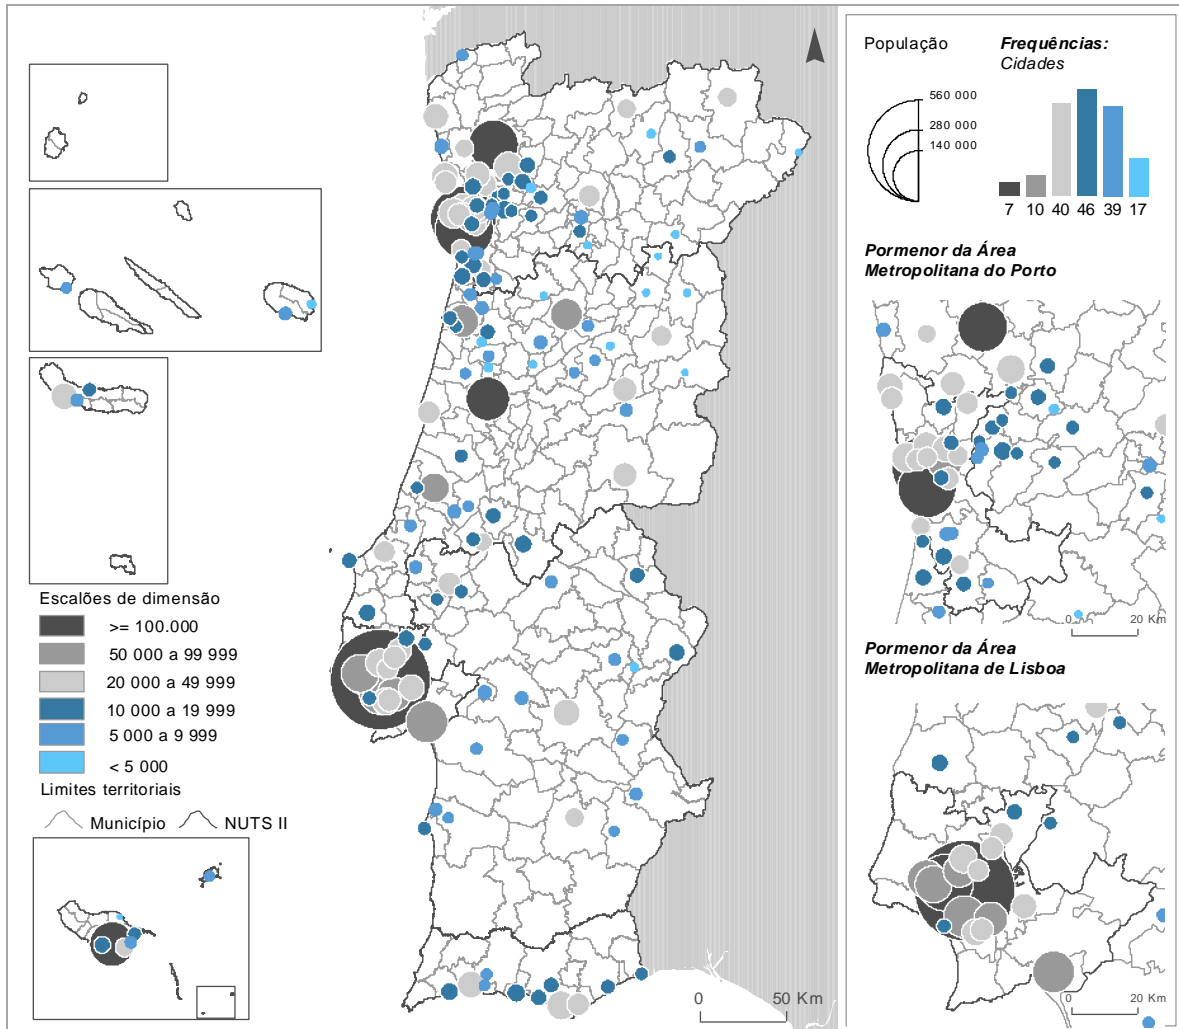 Escalões de dimensão
>= 100.000
50 000 a 99 999
20 000 a 49 999
10 000 a 19 999
5 000 a 9 999
< 5 000
Limites territoriais
Município NUTS II
0 50 Km
População
Frequências:
Cidades
560 000
280 000
140 000
7 10 40 46 39 17
Pormenor da Área
Metropolitana do Porto
0 20 Km
Pormenor da Área
Metropolitana de Lisboa
0 20 Km